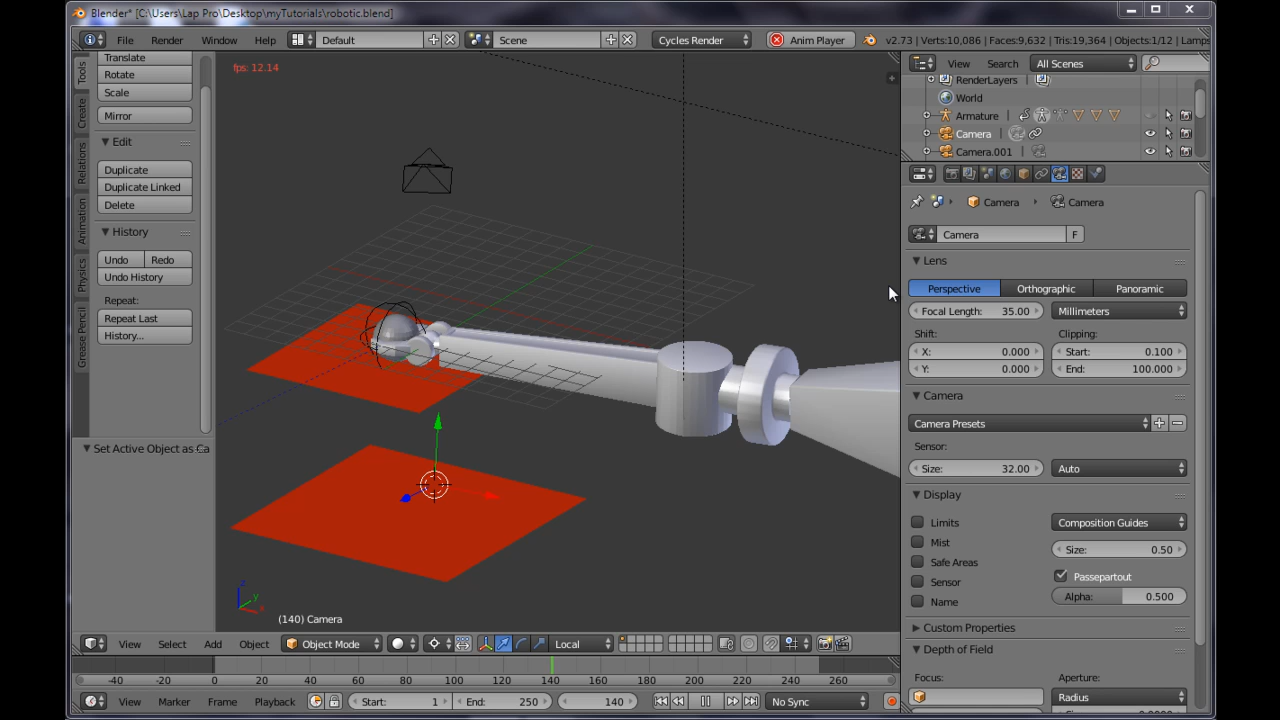 Blender* [C:\Users\Lap Pro\Desktop\myTutorials\robotic.blend]
File Render Window Help Default Scene Cycles Render Anim Player v2.73 | Verts:10,086 | Faces:9,632 | Tris:19,364 | Objects:1/12 | Lamps
View Search All Scenes
RenderLayers
World
Armature
Camera
Camera.001
Tools
Create
Relations
Animation
Physics
Grease Pencil
Translate
Rotate
Scale
Mirror
Edit
Duplicate
Duplicate Linked
Delete
History
Undo Redo
Undo History
Repeat:
Repeat Last
History...
Set Active Object as Ca
fps: 12.14
z
y
x
(140) Camera
Camera Camera
Camera F
Lens
Perspective Orthographic Panoramic
Focal Length: 35.00 Millimeters
Shift: Clipping:
X: 0.000 Start: 0.100
Y: 0.000 End: 100.000
Camera
Camera Presets
Sensor:
Size: 32.00 Auto
Display
Limits Composition Guides
Mist Size: 0.50
Safe Areas
Sensor Passepartout
Name Alpha: 0.500
Custom Properties
Depth of Field
Focus: Aperture:
Radius
View Select Add Object Object Mode Local
-40 -20 0 20 40 60 80 100 120 140 160 180 200 220 240 260
View Marker Frame Playback Start: 1 End: 250 140 No Sync